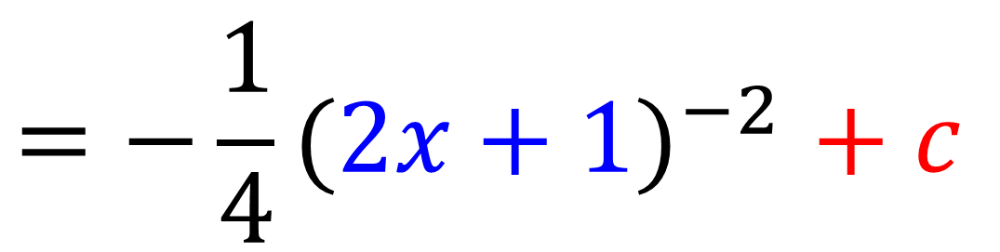 = −1/4(2x + 1)⁻² + c